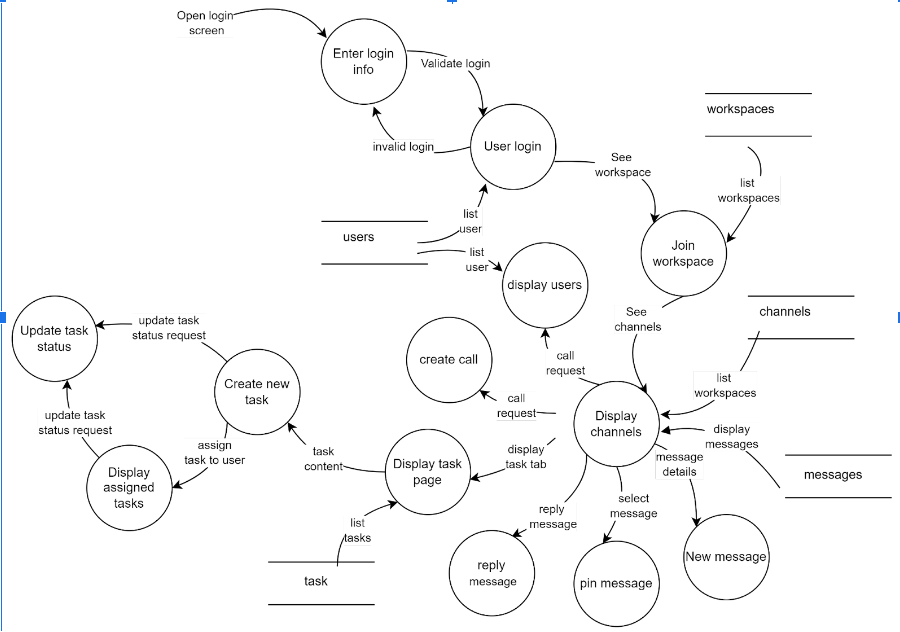 Open login
screen
Enter login
info
Validate login
invalid login
User login
See
workspace
workspaces
list
workspaces
Join
workspace
users
list
user
list
user
display users
See
channels
channels
list
workspaces
Update task
status
update task
status request
Create new
task
create call
call
request
call
request
Display
channels
display
messages
messages
message
details
update task
status request
assign
task to user
Display
assigned
tasks
task
content
Display task
page
display
task tab
list
tasks
task
reply
message
select
message
reply
message
pin message
New message